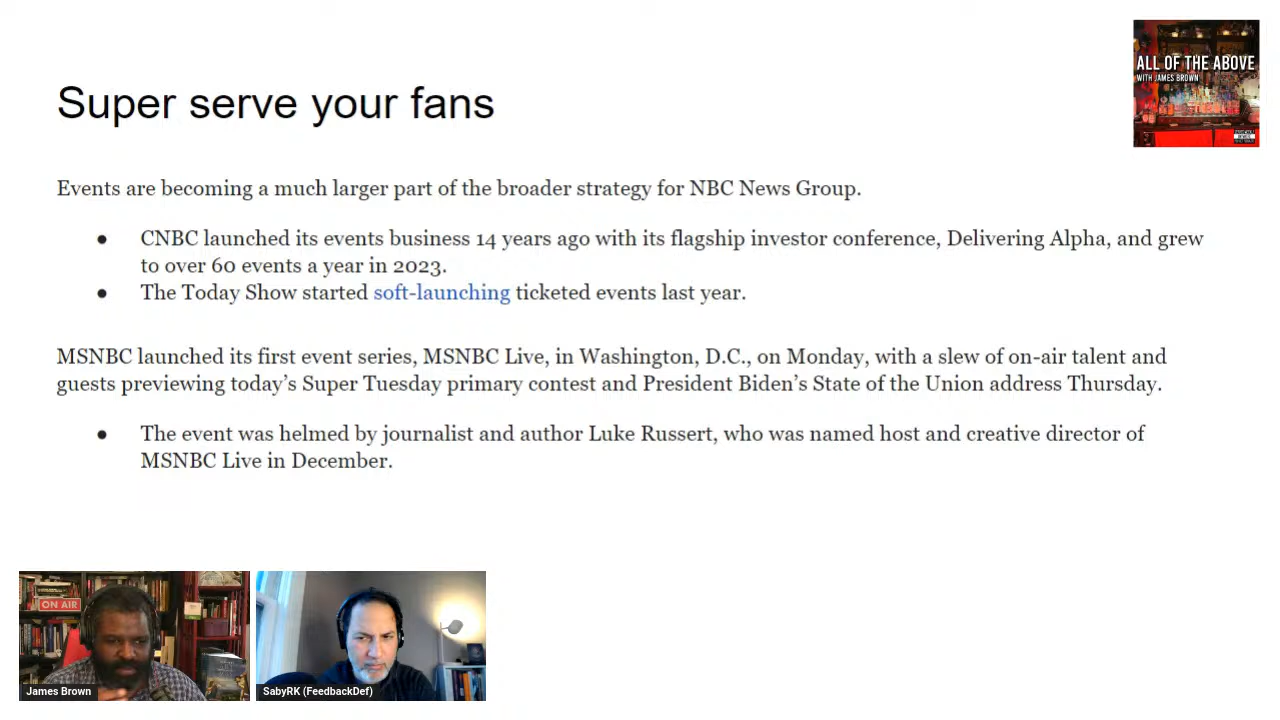 ALL OF THE ABOVE
WITH JAMES BROWN
Super serve your fans
Events are becoming a much larger part of the broader strategy for NBC News Group.
● CNBC launched its events business 14 years ago with its flagship investor conference, Delivering Alpha, and grew
to over 60 events a year in 2023.
● The Today Show started soft-launching ticketed events last year.
MSNBC launched its first event series, MSNBC Live, in Washington, D.C., on Monday, with a slew of on-air talent and
guests previewing today's Super Tuesday primary contest and President Biden's State of the Union address Thursday.
● The event was helmed by journalist and author Luke Russert, who was named host and creative director of
MSNBC Live in December.
ON AIR
James Brown
SabyRK (FeedbackDef)